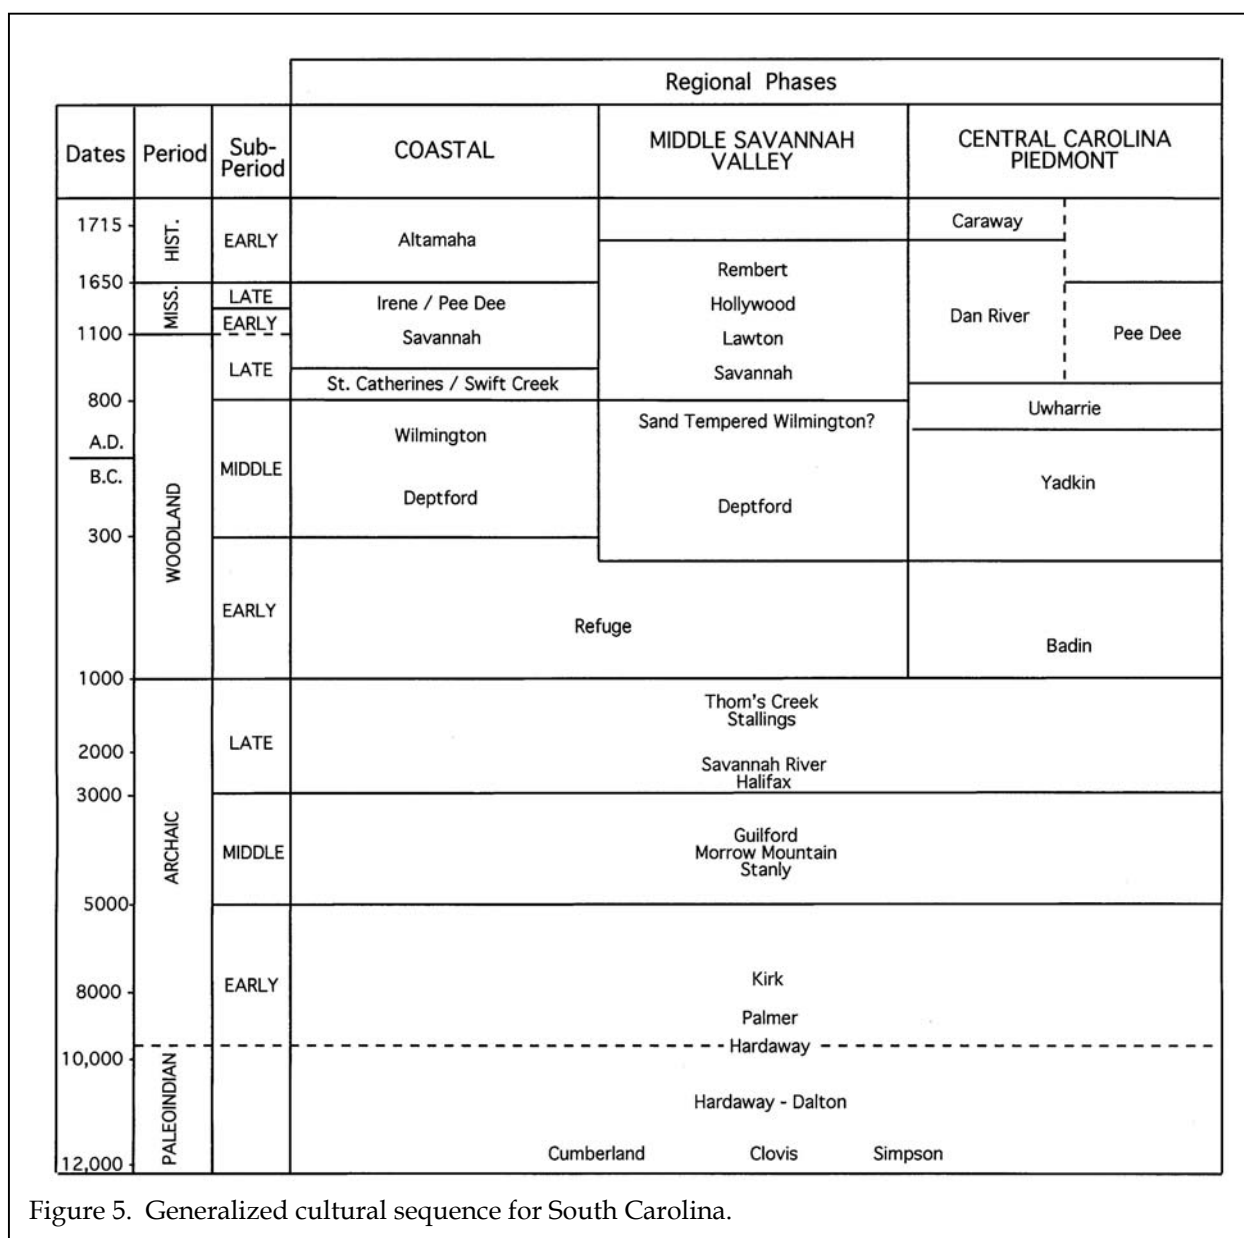 Regional Phases
Dates
Period
Sub-
Period
COASTAL
MIDDLE SAVANNAH
VALLEY
CENTRAL CAROLINA
PIEDMONT
1715
HIST.
EARLY
Altamaha
Caraway
1650
MISS.
LATE
Irene / Pee Dee
Rembert
Hollywood
Dan River
Pee Dee
EARLY
1100
Savannah
Lawton
LATE
St. Catherines / Swift Creek
Savannah
800
A.D.
B.C.
WOODLAND
MIDDLE
Wilmington
Sand Tempered Wilmington?
Uwharrie
Deptford
Deptford
Yadkin
300
EARLY
Refuge
Badin
1000
ARCHAIC
LATE
Thom's Creek
Stallings
2000
Savannah River
Halifax
3000
MIDDLE
Guilford
Morrow Mountain
Stanly
5000
EARLY
Kirk
8000
Palmer
Hardaway
10,000
PALEOINDIAN
Hardaway - Dalton
Cumberland
Clovis
Simpson
12,000
Figure 5. Generalized cultural sequence for South Carolina.